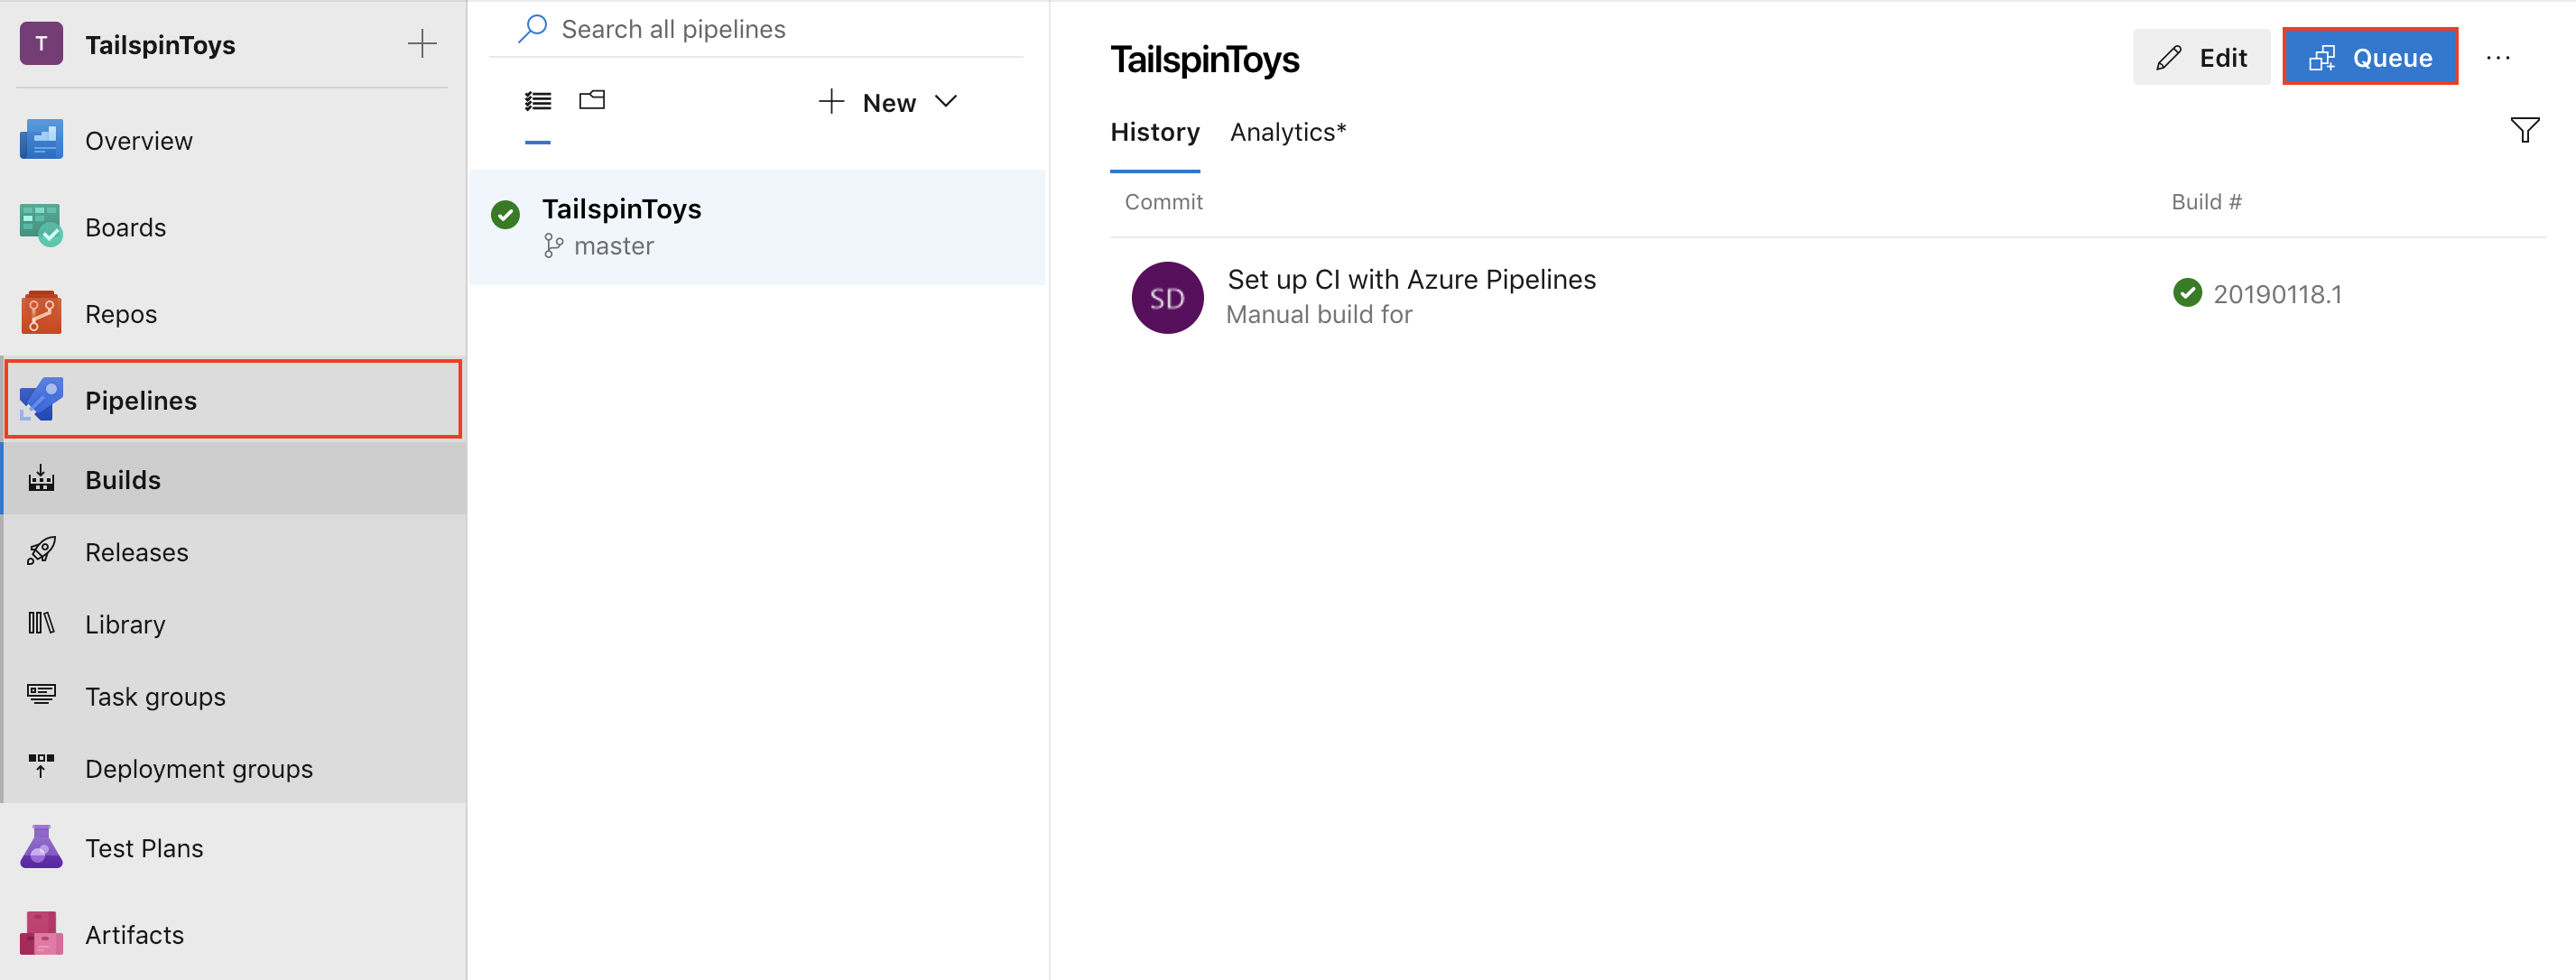 T TailspinToys
Overview
Boards
Repos
Pipelines
Builds
Releases
Library
Task groups
Deployment groups
Test Plans
Artifacts
Search all pipelines
New
TailspinToys
master
TailspinToys
Edit
Queue
History Analytics*
Commit Build #
SD
Set up CI with Azure Pipelines
Manual build for
20190118.1